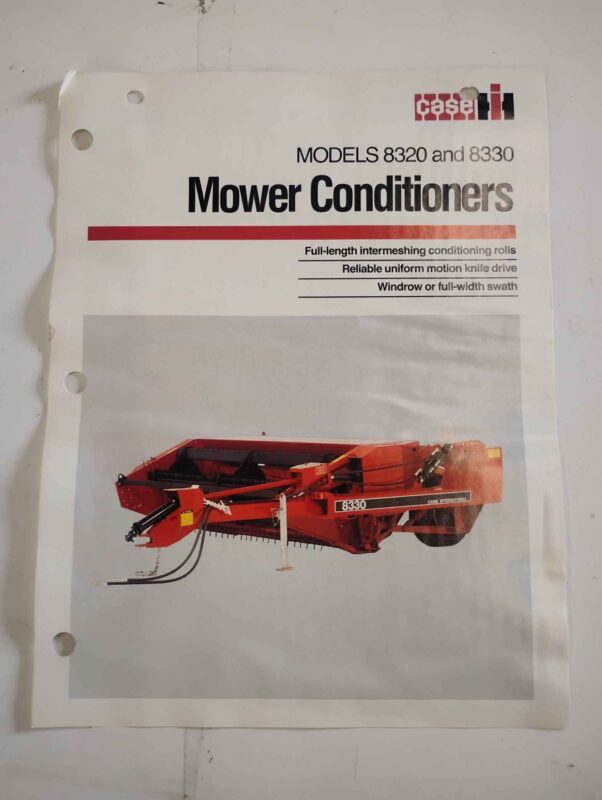 case IH
MODELS 8320 and 8330
Mower Conditioners
Full-length intermeshing conditioning rolls
Reliable uniform motion knife drive
Windrow or full-width swath
8330
CASE INTERNATIONAL